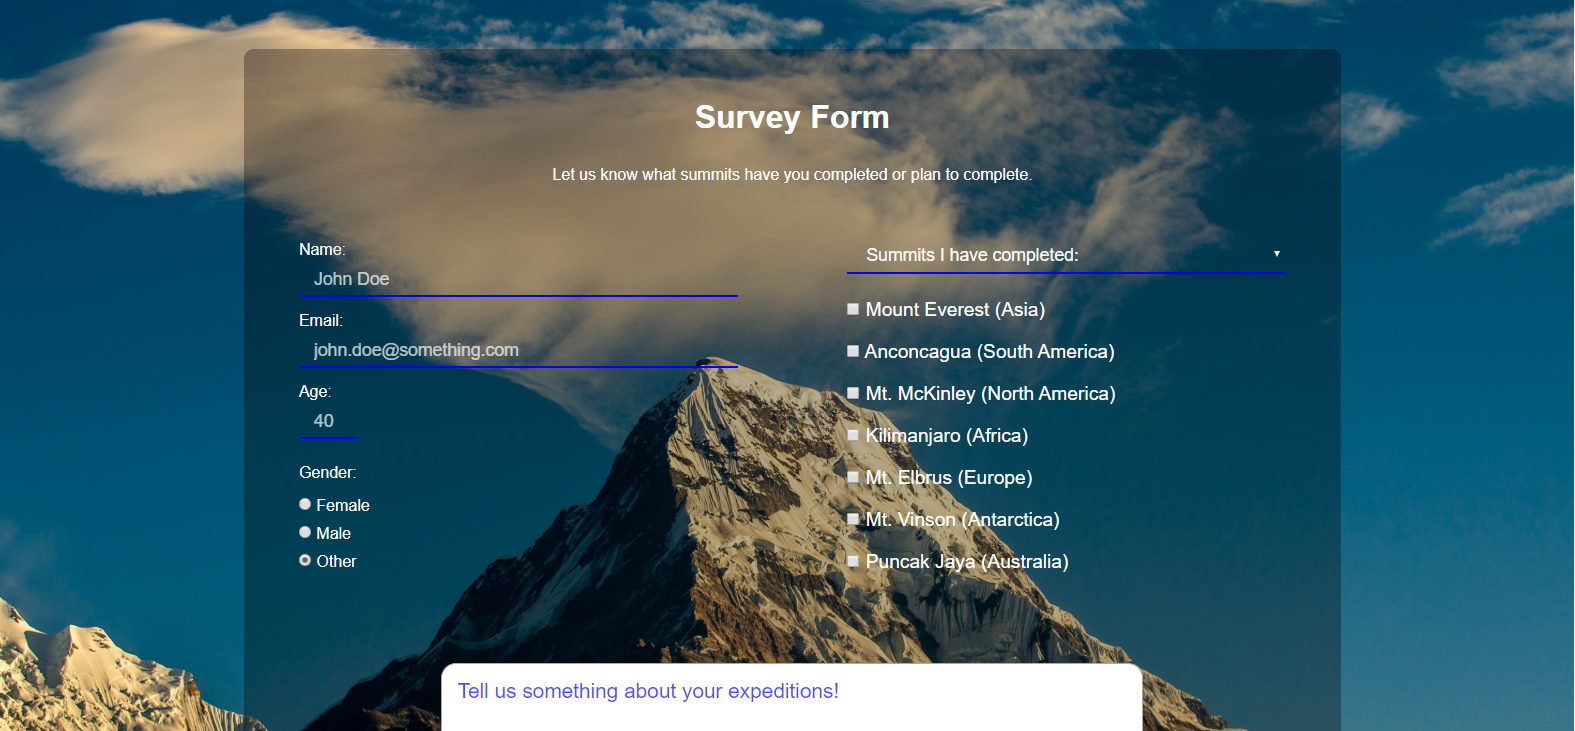 Survey Form
Let us know what summits have you completed or plan to complete.
Name:
John Doe
Email:
john.doe@something.com
Age:
40
Gender:
Female
Male
Other
Summits I have completed:
Mount Everest (Asia)
Anconcagua (South America)
Mt. McKinley (North America)
Kilimanjaro (Africa)
Mt. Elbrus (Europe)
Mt. Vinson (Antarctica)
Puncak Jaya (Australia)
Tell us something about your expeditions!